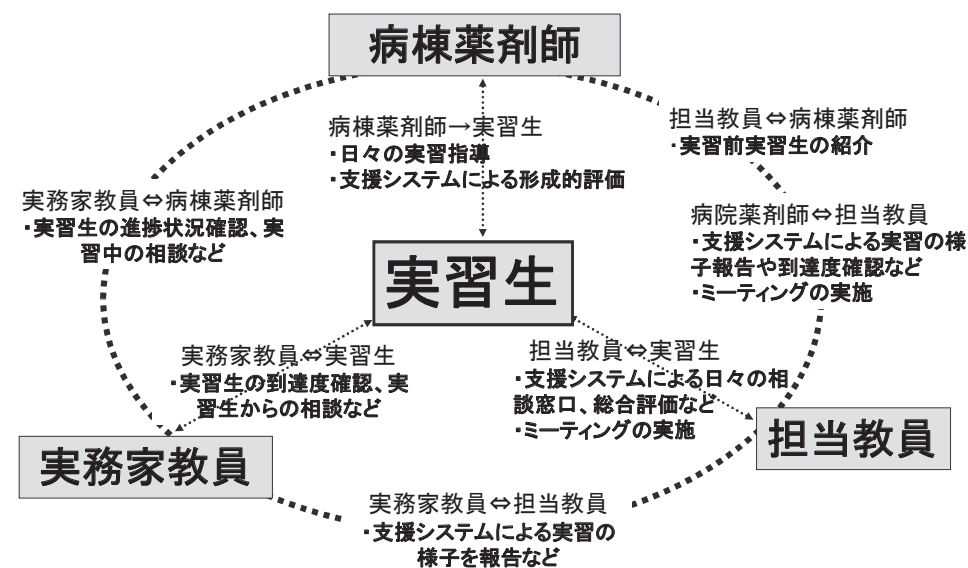 病棟薬剤師
病棟薬剤師→実習生
・日々の実習指導
・支援システムによる形成的評価
担当教員⇔病棟薬剤師
・実習前実習生の紹介
実務家教員⇔病棟薬剤師
・実習生の進捗状況確認、実
習中の相談など
病院薬剤師⇔担当教員
・支援システムによる実習の様
子報告や到達度確認など
・ミーティングの実施
実習生
実務家教員⇔実習生
・実習生の到達度確認、実
習生からの相談など
担当教員⇔実習生
・支援システムによる日々の相
談窓口、総合評価など
・ミーティングの実施
実務家教員
担当教員
実務家教員⇔担当教員
・支援システムによる実習の
様子を報告など